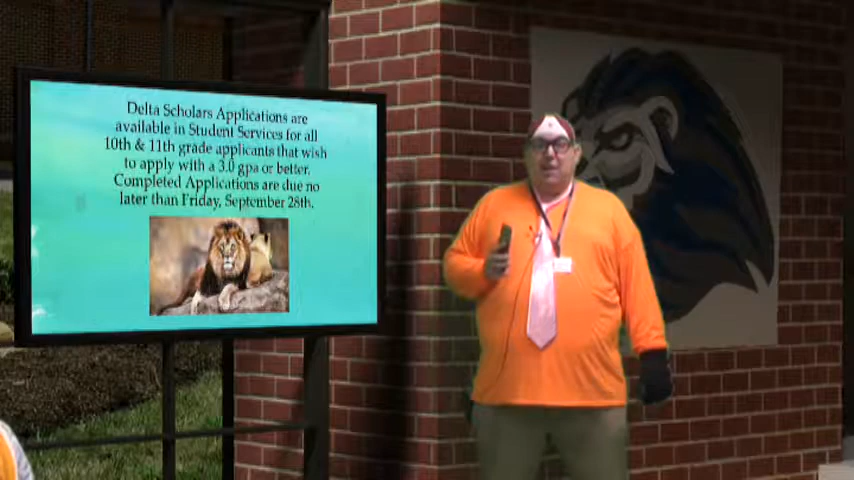 Delta Scholars Applications are
available in Student Services for all
10th & 11th grade applicants that wish
to apply with a 3.0 gpa or better.
Completed Applications are due no
later than Friday, September 28th.